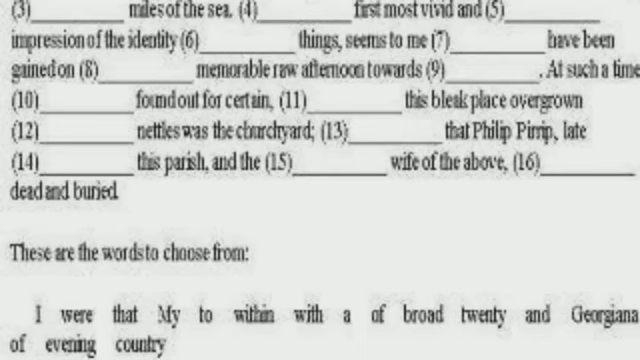 (3)__________ miles of the sea. (4)__________ first most vivid and (5)__________
impression of the identity (6)__________ things, seems to me (7)__________ have been
gained on (8)__________ memorable raw afternoon towards (9)__________. At such a time
(10)__________ found out for certain, (11)__________ this bleak place overgrown
(12)__________ nettles was the churchyard; (13)__________ that Philip Pirrip, late
(14)__________ this parish, and the (15)__________ wife of the above, (16)__________
dead and buried.
These are the words to choose from:
I were that My to within with a of broad twenty and Georgiana
of evening country